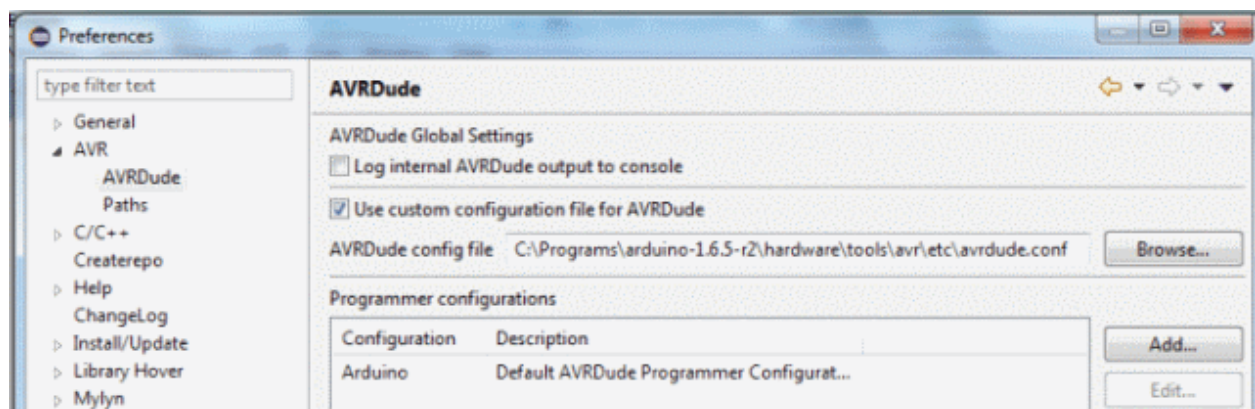 Preferences
type filter text
General
AVR
AVRDude
Paths
C/C++
Createrepo
Help
ChangeLog
Install/Update
Library Hover
Mylyn
AVRDude
AVRDude Global Settings
Log internal AVRDude output to console
Use custom configuration file for AVRDude
AVRDude config file C:\Programs\arduino-1.6.5-r2\hardware\tools\avr\etc\avrdude.conf Browse...
Programmer configurations
Configuration Description
Arduino Default AVRDude Programmer Configurat...
Add...
Edit...